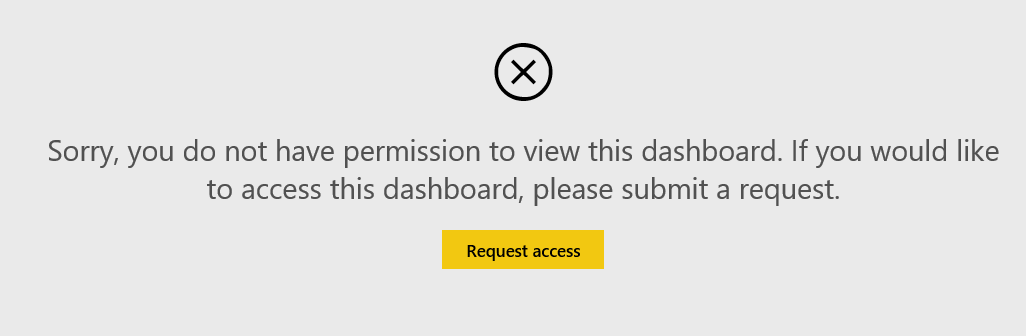 Sorry, you do not have permission to view this dashboard. If you would like
to access this dashboard, please submit a request.
Request access